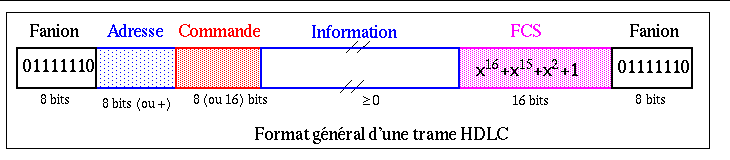 Fanion Adresse Commande Information FCS Fanion
01111110 x¹⁶+x¹⁵+x²+1 01111110
8 bits 8 bits (ou +) 8 (ou 16) bits ≥0 16 bits 8 bits
Format général d'une trame HDLC